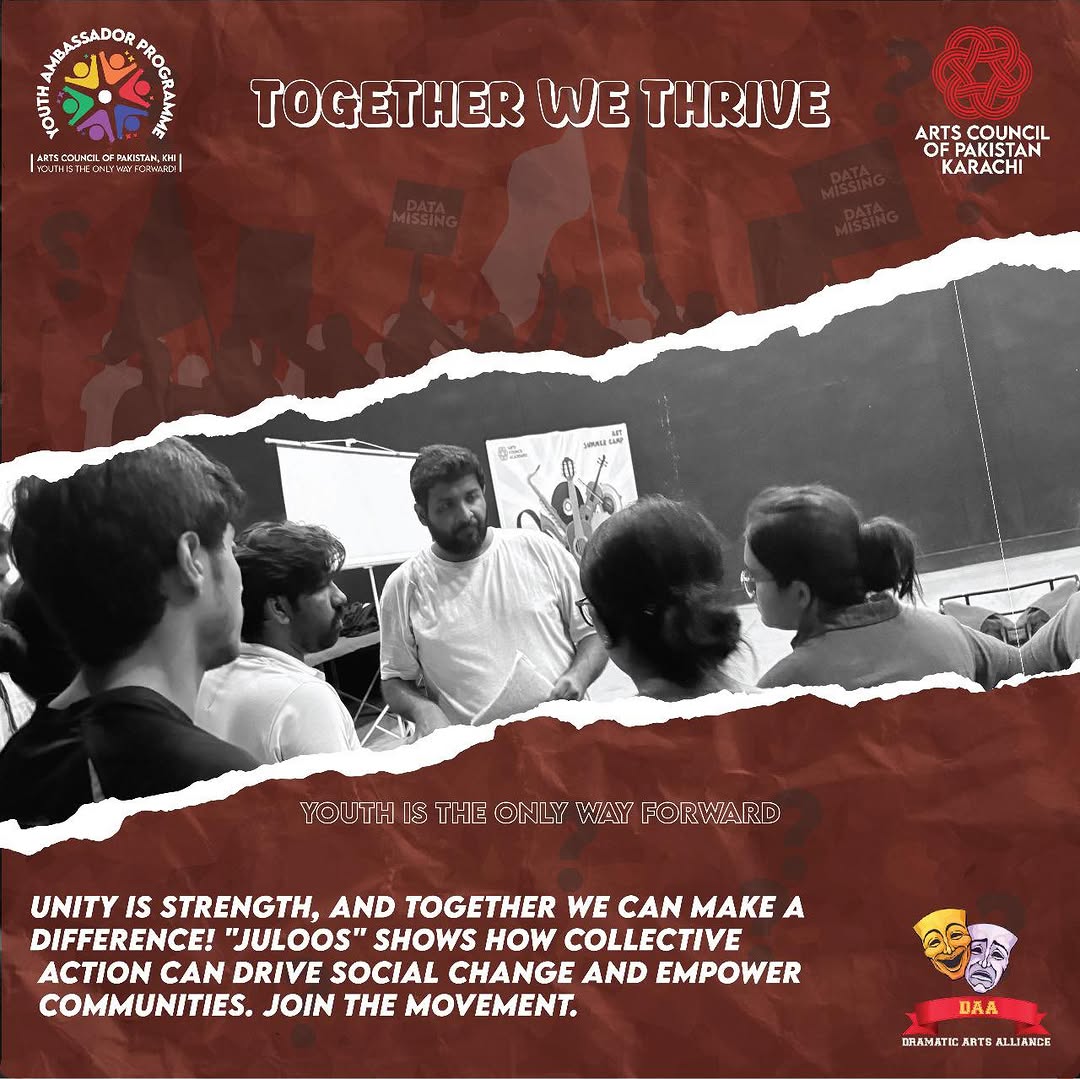 YOUTH AMBASSADOR PROGRAMME
ARTS COUNCIL OF PAKISTAN, KHI
YOUTH IS THE ONLY WAY FORWARD!
TOGETHER WE THRIVE
ARTS COUNCIL
OF PAKISTAN
KARACHI
DATA
MISSING
DATA
MISSING
DATA
MISSING
SUMMER CAMP
YOUTH IS THE ONLY WAY FORWARD
UNITY IS STRENGTH, AND TOGETHER WE CAN MAKE A
DIFFERENCE! "JULOOS" SHOWS HOW COLLECTIVE
ACTION CAN DRIVE SOCIAL CHANGE AND EMPOWER
COMMUNITIES. JOIN THE MOVEMENT.
DAA
DRAMATIC ARTS ALLIANCE